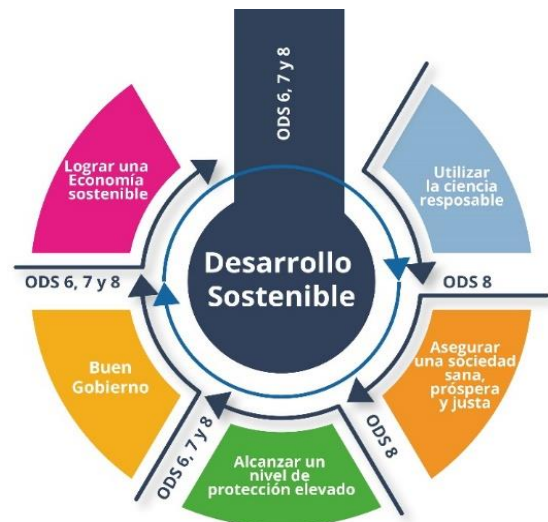 ODS 6, 7 y 8
Lograr una
Economía
sostenible
Utilizar
la ciencia
resposable
Desarrollo
Sostenible
ODS 6, 7 y 8
ODS 8
Buen
Gobierno
Asegurar
una sociedad
sana,
próspera
y justa
ODS 6, 7 y 8
ODS 8
Alcanzar un
nivel de
protección elevado